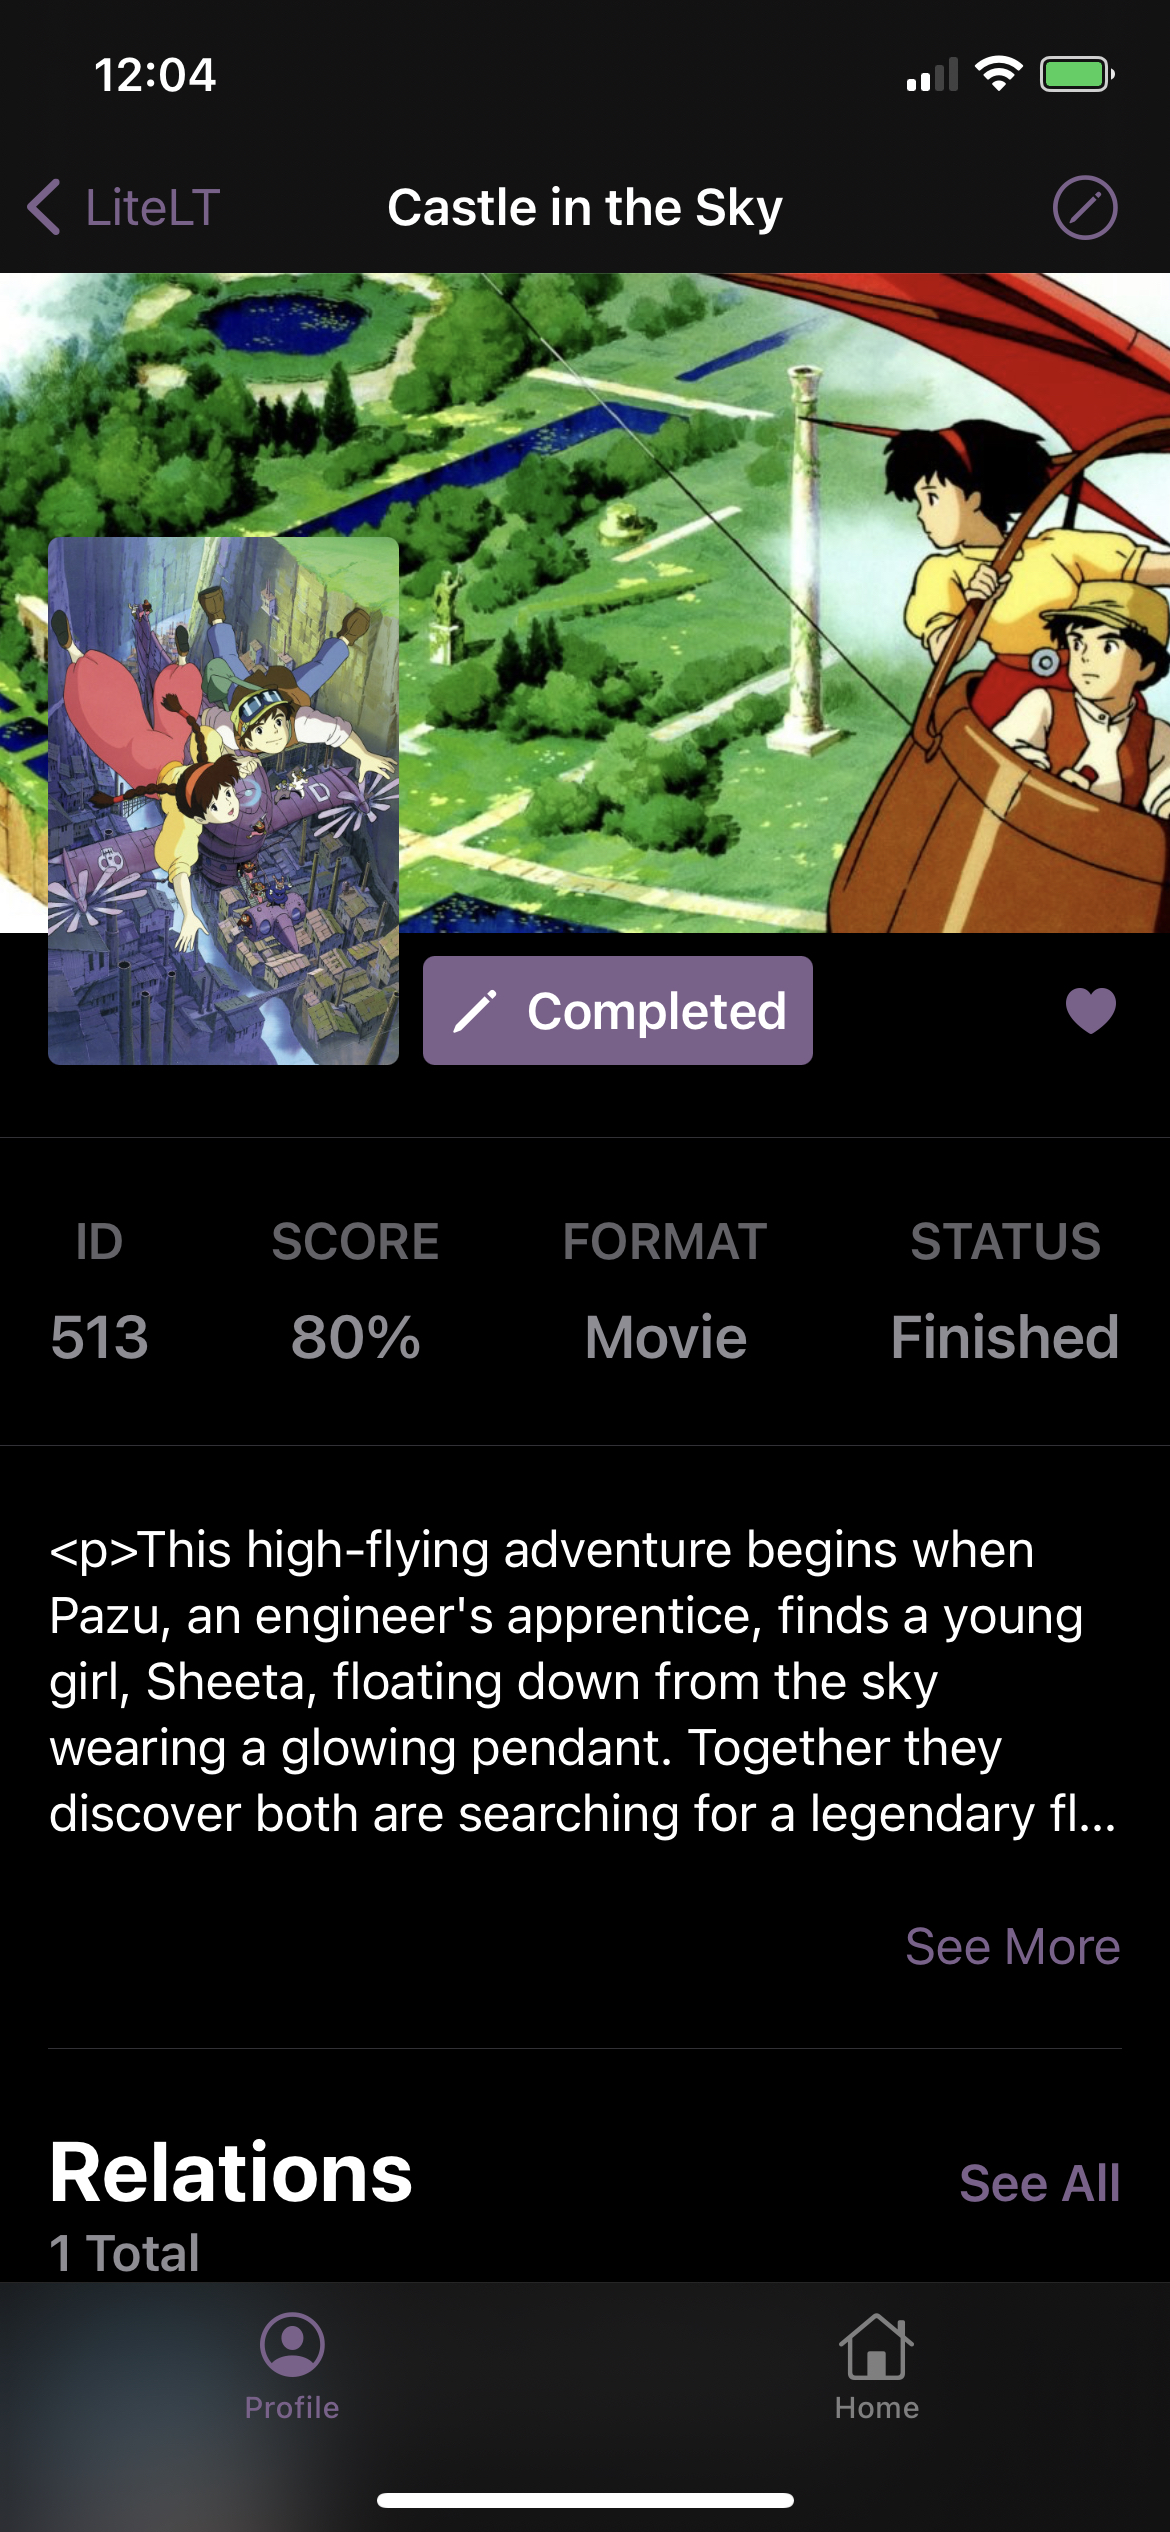 12:04
LiteLT
Castle in the Sky
D
Completed
ID SCORE FORMAT STATUS
513 80% Movie Finished
<p>This high-flying adventure begins when
Pazu, an engineer's apprentice, finds a young
girl, Sheeta, floating down from the sky
wearing a glowing pendant. Together they
discover both are searching for a legendary fl...
See More
Relations
See All
1 Total
Profile
Home